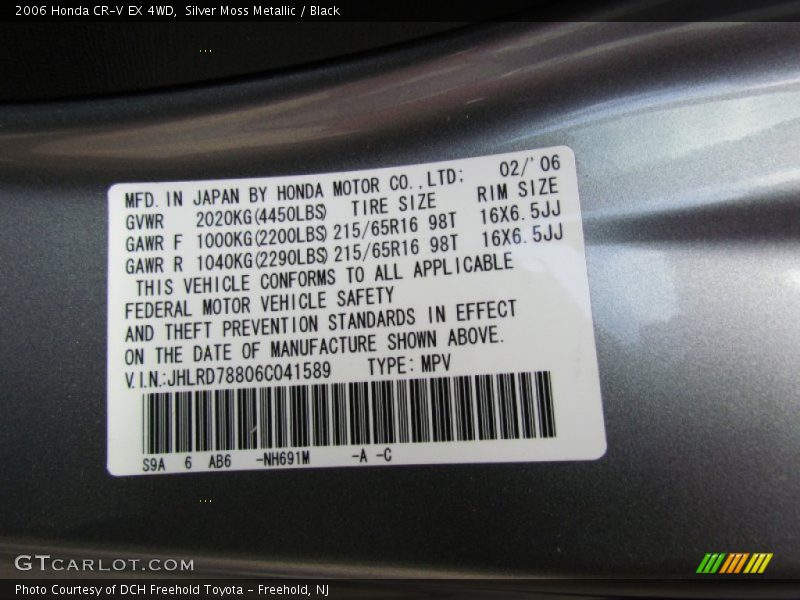 2006 Honda CR-V EX 4WD,  Silver Moss Metallic / Black
MFD. IN JAPAN BY HONDA MOTOR CO.,LTD: 02/'06
GVWR 2020KG(4450LBS) TIRE SIZE RIM SIZE
GAWR F 1000KG(2200LBS) 215/65R16 98T 16X6.5JJ
GAWR R 1040KG(2290LBS) 215/65R16 98T 16X6.5JJ
THIS VEHICLE CONFORMS TO ALL APPLICABLE
FEDERAL MOTOR VEHICLE SAFETY
AND THEFT PREVENTION STANDARDS IN EFFECT
ON THE DATE OF MANUFACTURE SHOWN ABOVE.
V.I.N.:JHLRD78806C041589 TYPE: MPV
S9A 6 AB6 -NH691M -A -C
GTCARLOT.COM
Photo Courtesy of DCH Freehold Toyota - Freehold, NJ